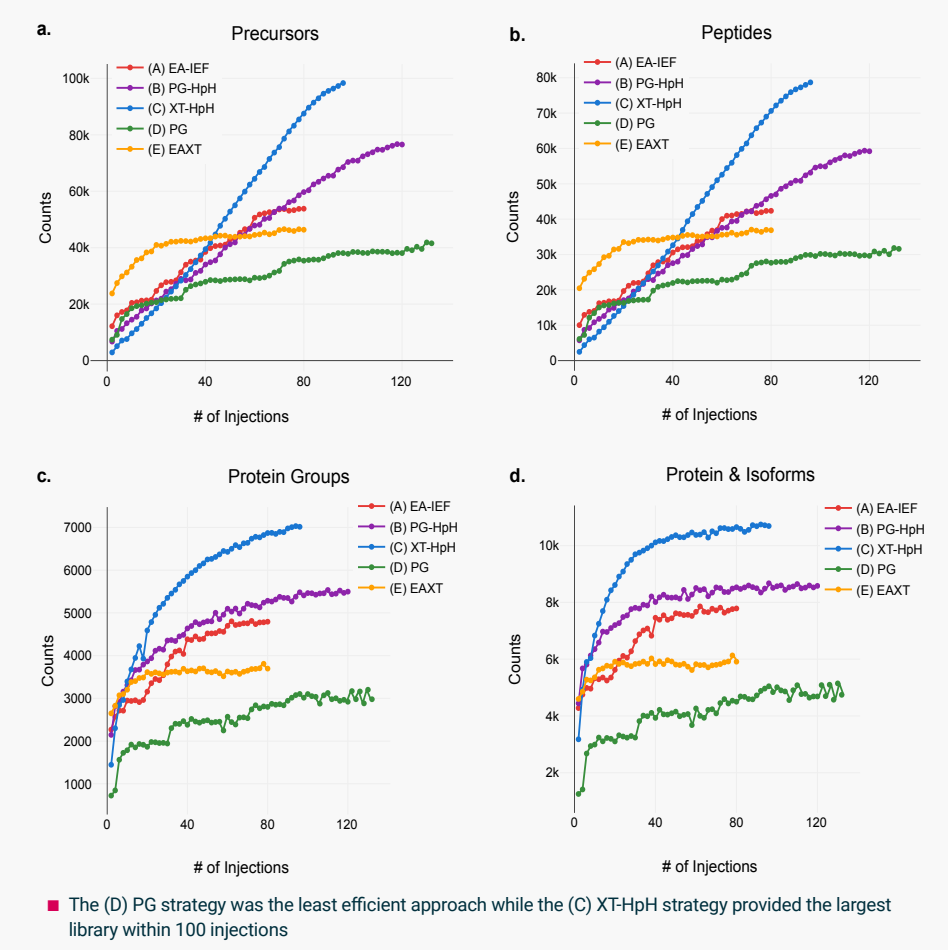 a.
Precursors
(A) EA-IEF
(B) PG-HpH
(C) XT-HpH
(D) PG
(E) EAXT
100k
80k
60k
40k
20k
0
Counts
0 40 80 120
# of Injections
b.
Peptides
(A) EA-IEF
(B) PG-HpH
(C) XT-HpH
(D) PG
(E) EAXT
80k
70k
60k
50k
40k
30k
20k
10k
0
Counts
0 40 80 120
# of Injections
c.
Protein Groups
(A) EA-IEF
(B) PG-HpH
(C) XT-HpH
(D) PG
(E) EAXT
7000
6000
5000
4000
3000
2000
1000
Counts
0 40 80 120
# of Injections
d.
Protein & Isoforms
(A) EA-IEF
(B) PG-HpH
(C) XT-HpH
(D) PG
(E) EAXT
10k
8k
6k
4k
2k
Counts
0 40 80 120
# of Injections
The (D) PG strategy was the least efficient approach while the (C) XT-HpH strategy provided the largest
library within 100 injections